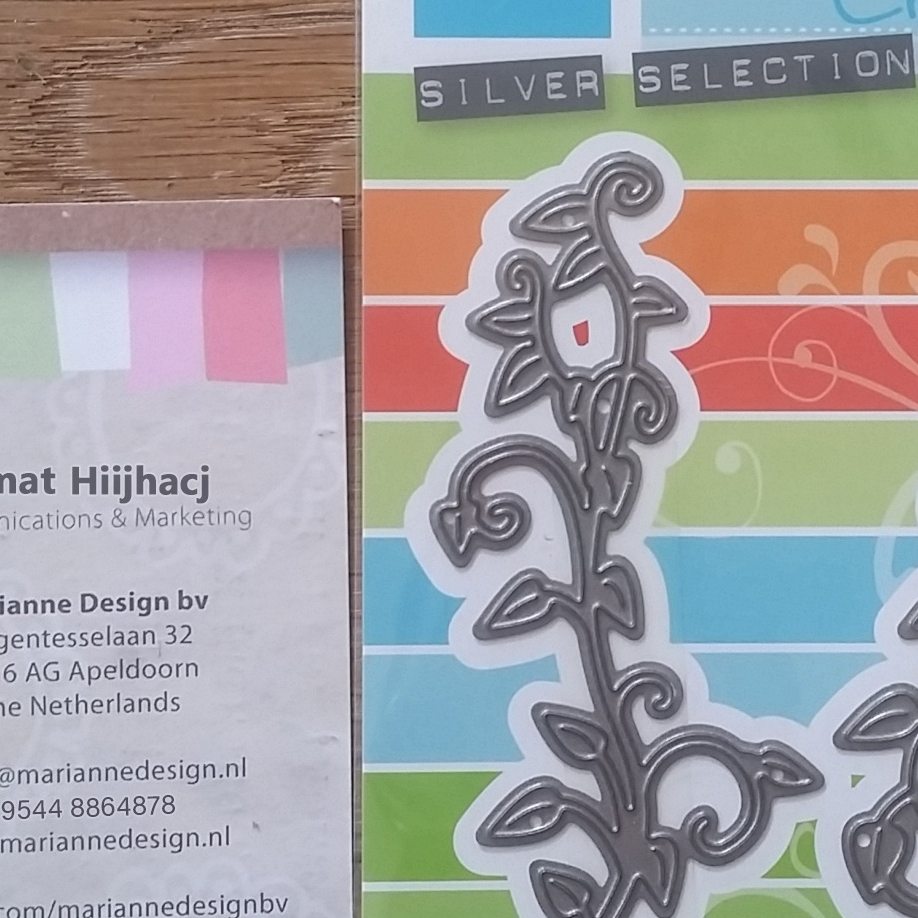 SILVER SELECTION
mat Hiijhacj
nications & Marketing
ianne Design bv
gentesselaan 32
6 AG Apeldoorn
he Netherlands
@mariannedesign.nl
9544 8864878
mariannedesign.nl
com/mariannedesignbv